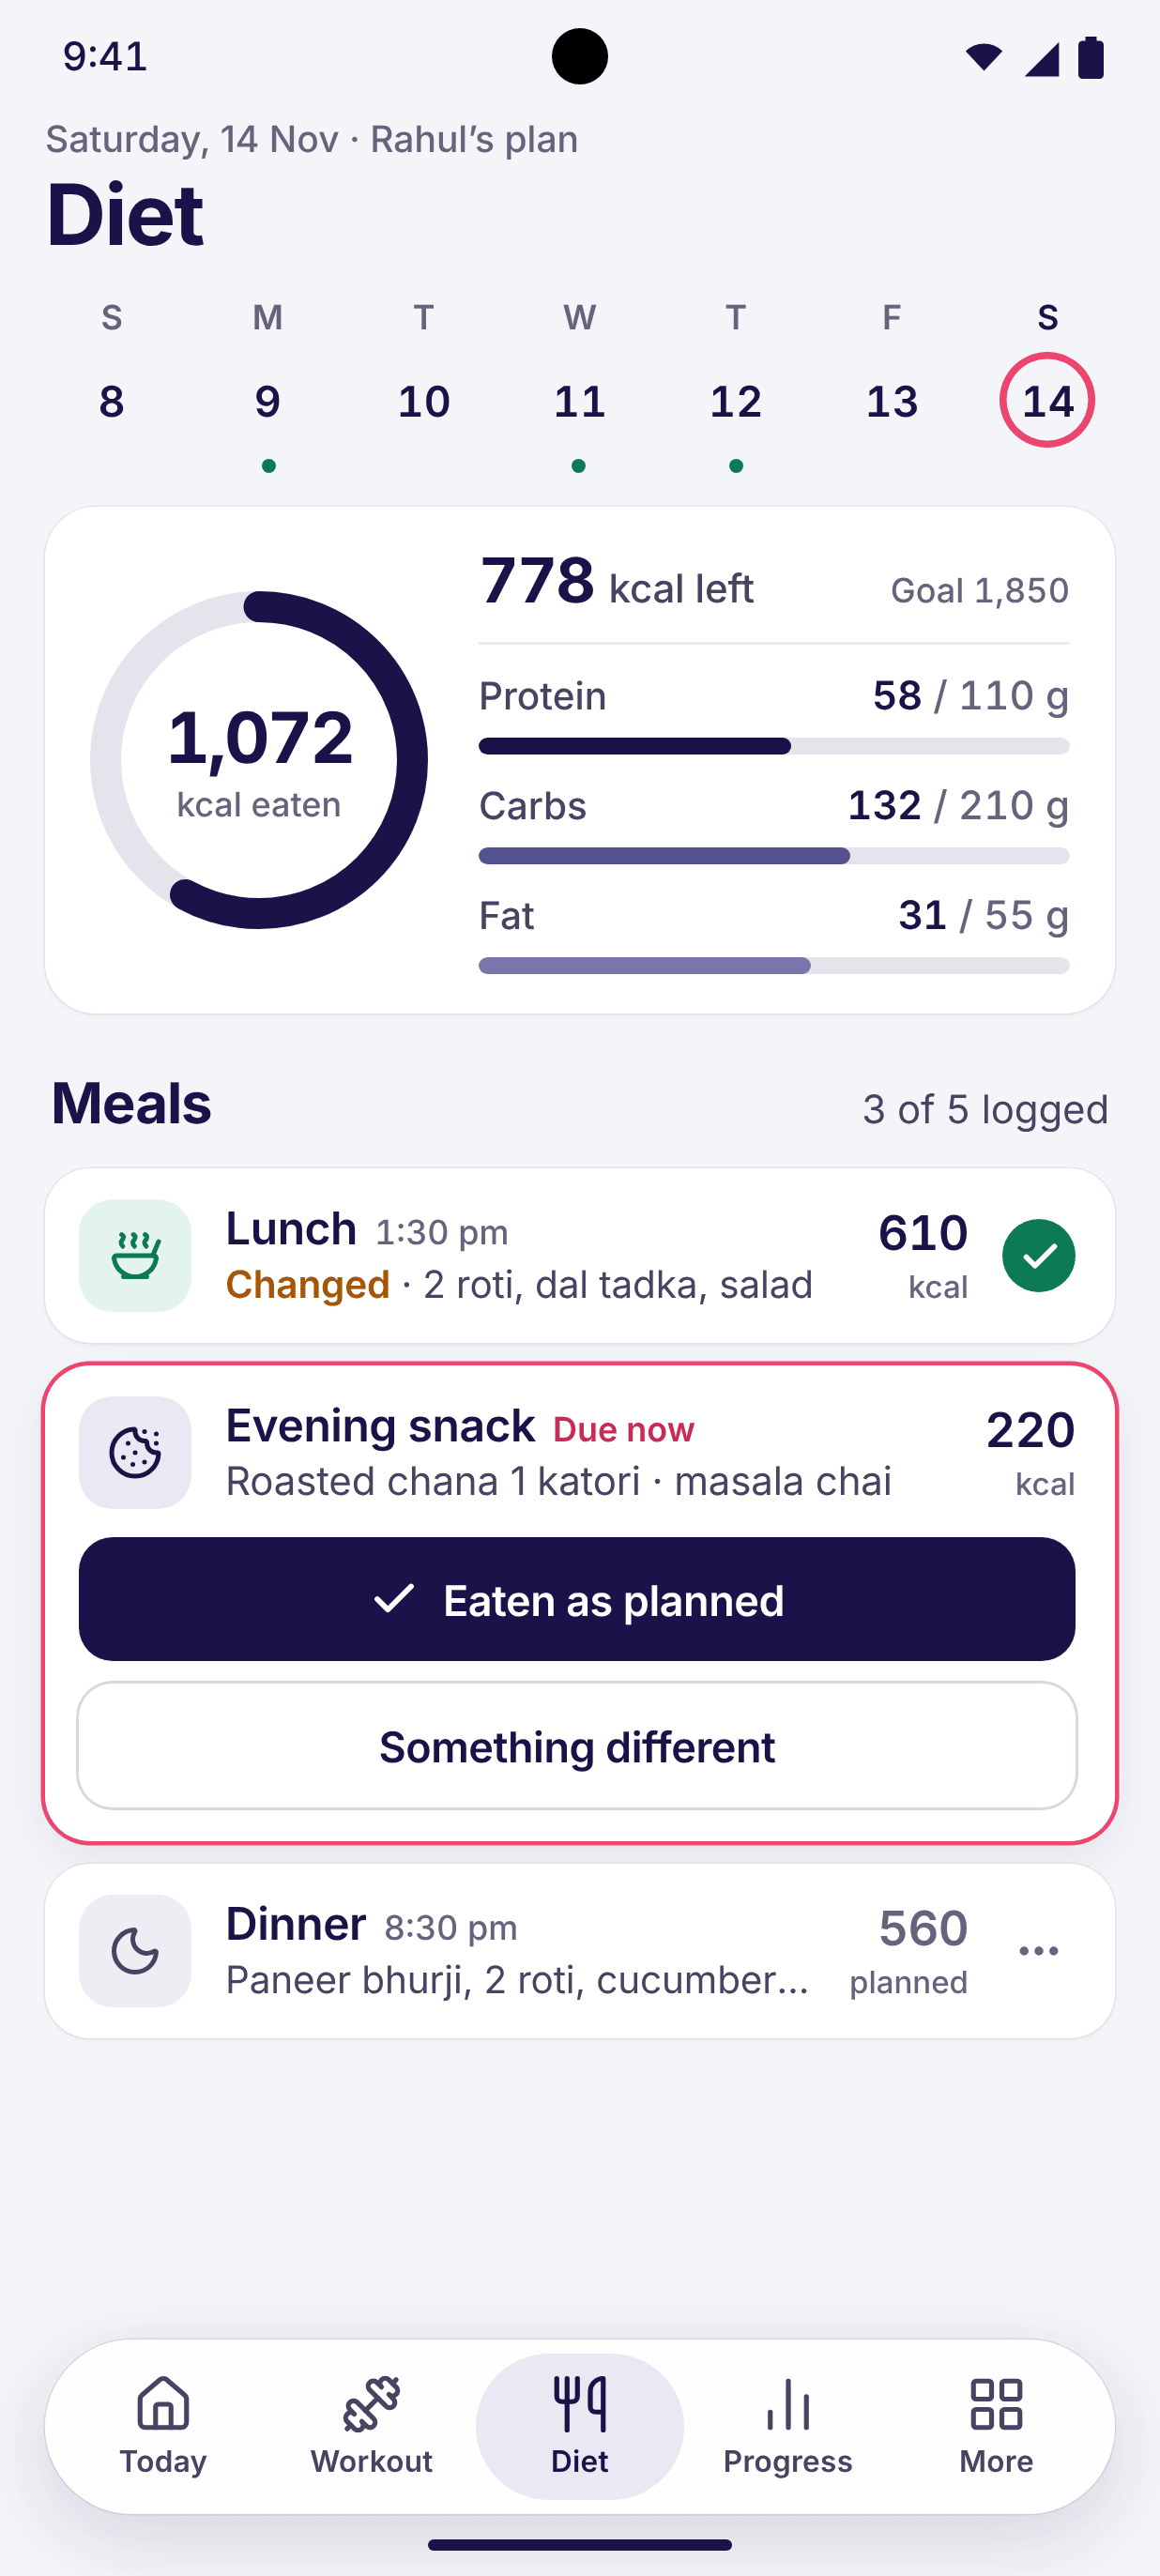 9:41
Saturday, 14 Nov · Rahul’s plan
Diet
S M T W T F S
8 9 10 11 12 13 14
778 kcal left Goal 1,850
1,072
kcal eaten
Protein 58 / 110 g
Carbs 132 / 210 g
Fat 31 / 55 g
Meals 3 of 5 logged
Lunch 1:30 pm 610
Changed · 2 roti, dal tadka, salad kcal
Evening snack Due now 220
Roasted chana 1 katori · masala chai kcal
Eaten as planned
Something different
Dinner 8:30 pm 560
Paneer bhurji, 2 roti, cucumber... planned
Today Workout Diet Progress More